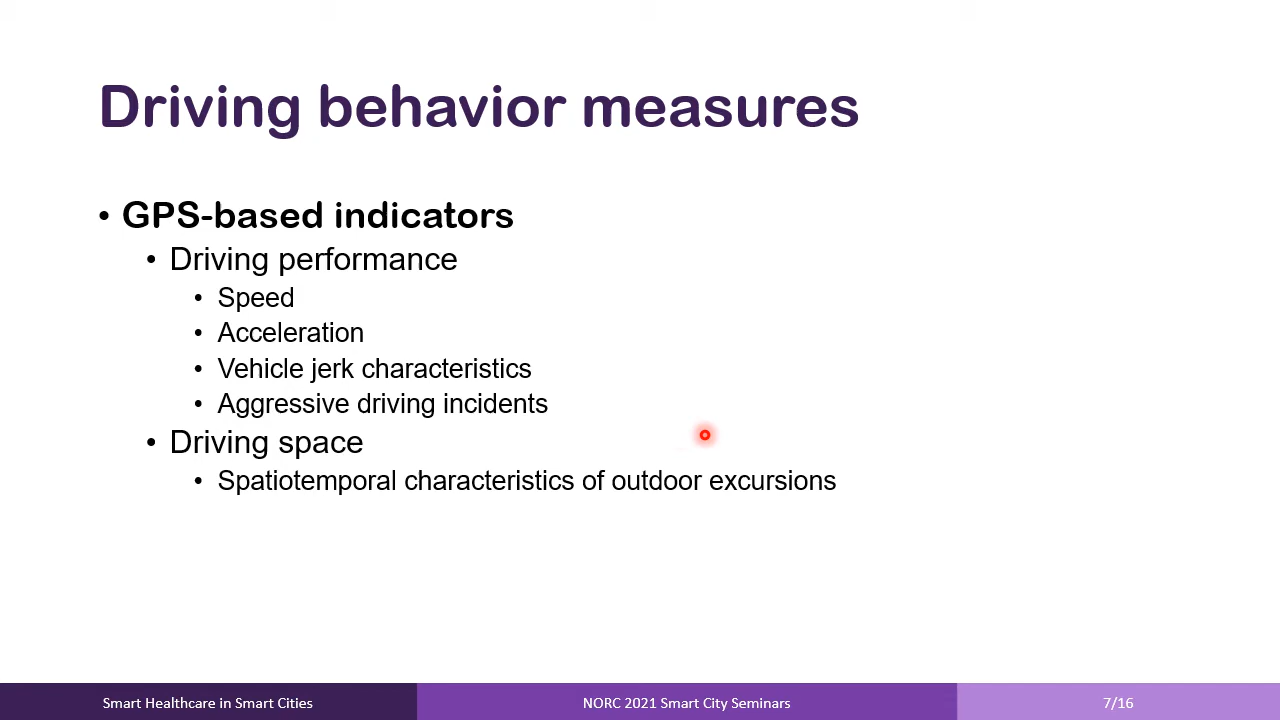 Driving behavior measures
• GPS-based indicators
• Driving performance
• Speed
• Acceleration
• Vehicle jerk characteristics
• Aggressive driving incidents
• Driving space
• Spatiotemporal characteristics of outdoor excursions
Smart Healthcare in Smart Cities
NORC 2021 Smart City Seminars
7/16